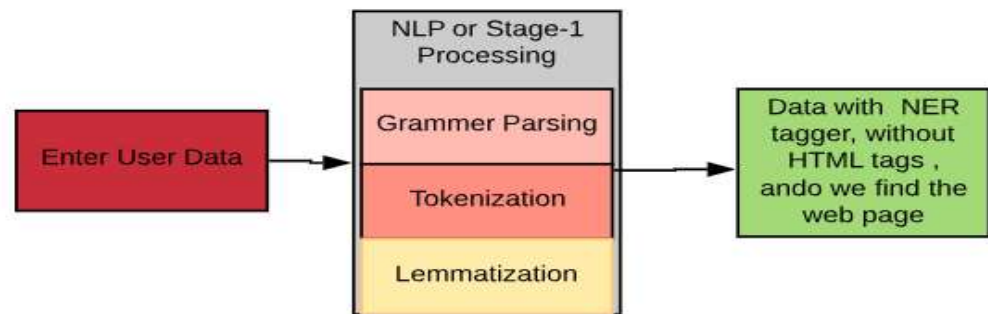 Enter User Data
NLP or Stage-1
Processing
Grammer Parsing
Tokenization
Lemmatization
Data with NER
tagger, without
HTML tags ,
ando we find the
web page